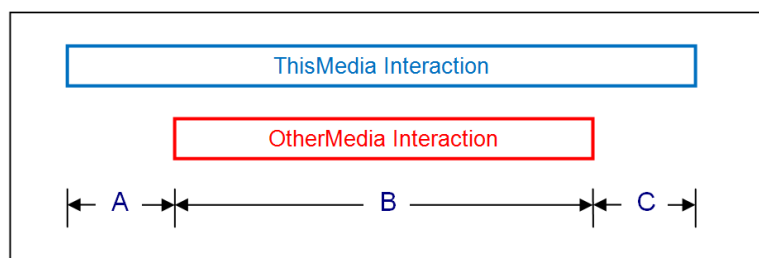 ThisMedia Interaction
OtherMedia Interaction
A B C